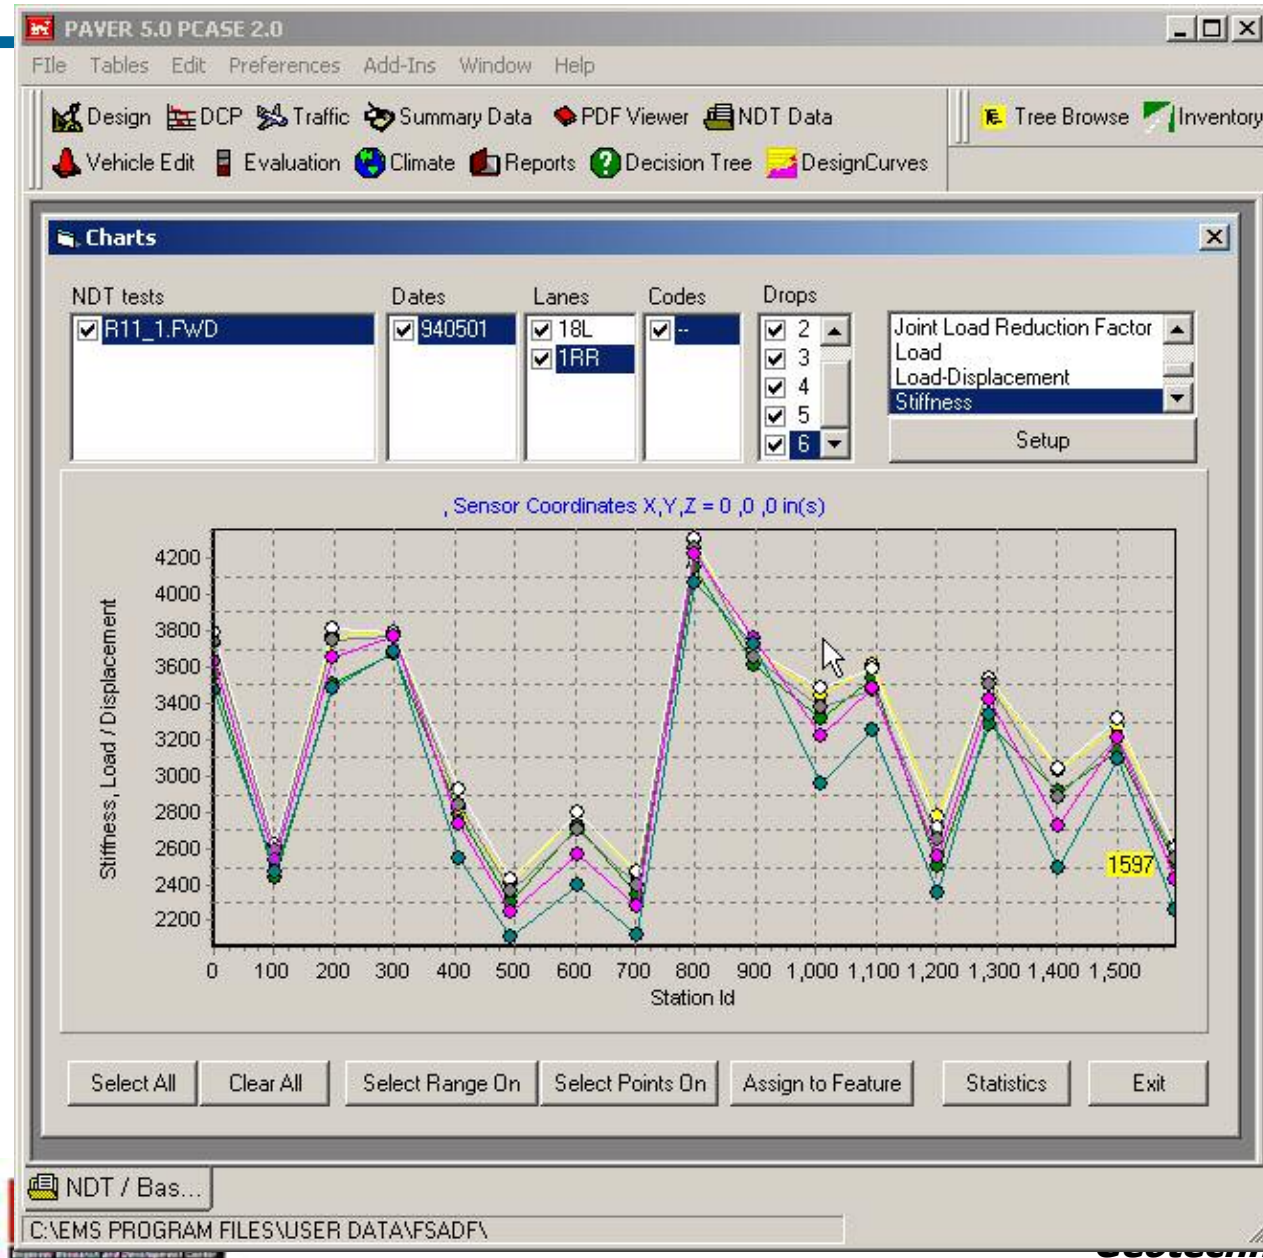 PAVER 5.0 PCASE 2.0
FIle Tables Edit Preferences Add-Ins Window Help
Design DCP Traffic Summary Data PDF Viewer NDT Data Tree Browse Inventory
Vehicle Edit Evaluation Climate Reports Decision Tree DesignCurves
Charts
NDT tests Dates Lanes Codes Drops
R11_1.FWD 940501 18L -- 2
1RR 3
4
5
6
Joint Load Reduction Factor
Load
Load-Displacement
Stiffness
Setup
, Sensor Coordinates X,Y,Z = 0 ,0 ,0 in(s)
Stiffness, Load / Displacement
4200
4000
3800
3600
3400
3200
3000
2800
2600
2400
2200
1597
0 100 200 300 400 500 600 700 800 900 1,000 1,100 1,200 1,300 1,400 1,500
Station Id
Select All Clear All Select Range On Select Points On Assign to Feature Statistics Exit
NDT / Bas...
C:\EMS PROGRAM FILES\USER DATA\FSADF\